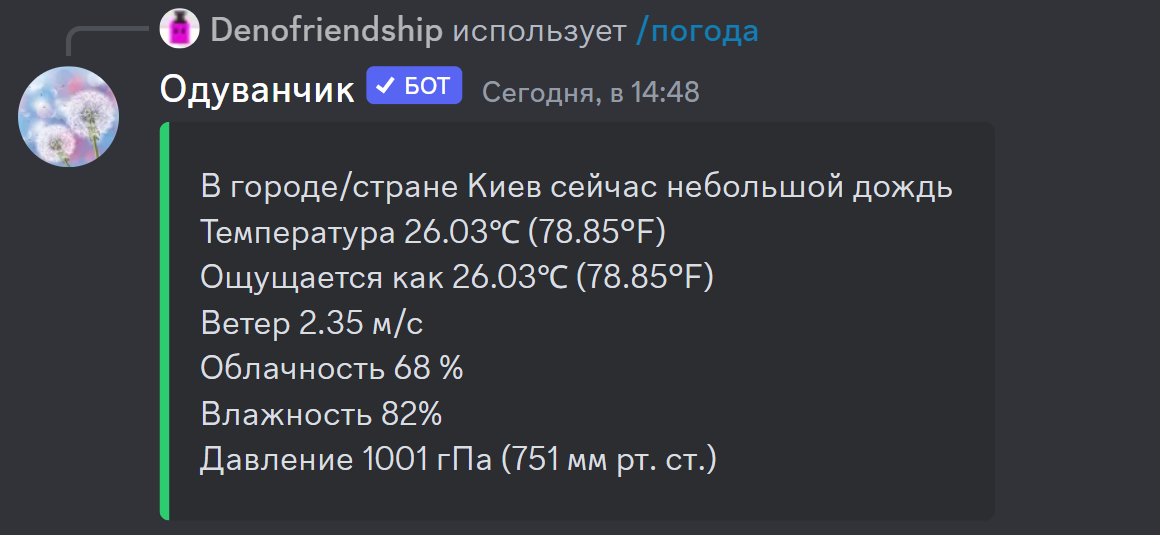 Denofriendship использует /погода
Одуванчик ✓ БОТ Сегодня, в 14:48
В городе/стране Киев сейчас небольшой дождь
Температура 26.03℃ (78.85°F)
Ощущается как 26.03℃ (78.85°F)
Ветер 2.35 м/с
Облачность 68 %
Влажность 82%
Давление 1001 гПа (751 мм рт. ст.)